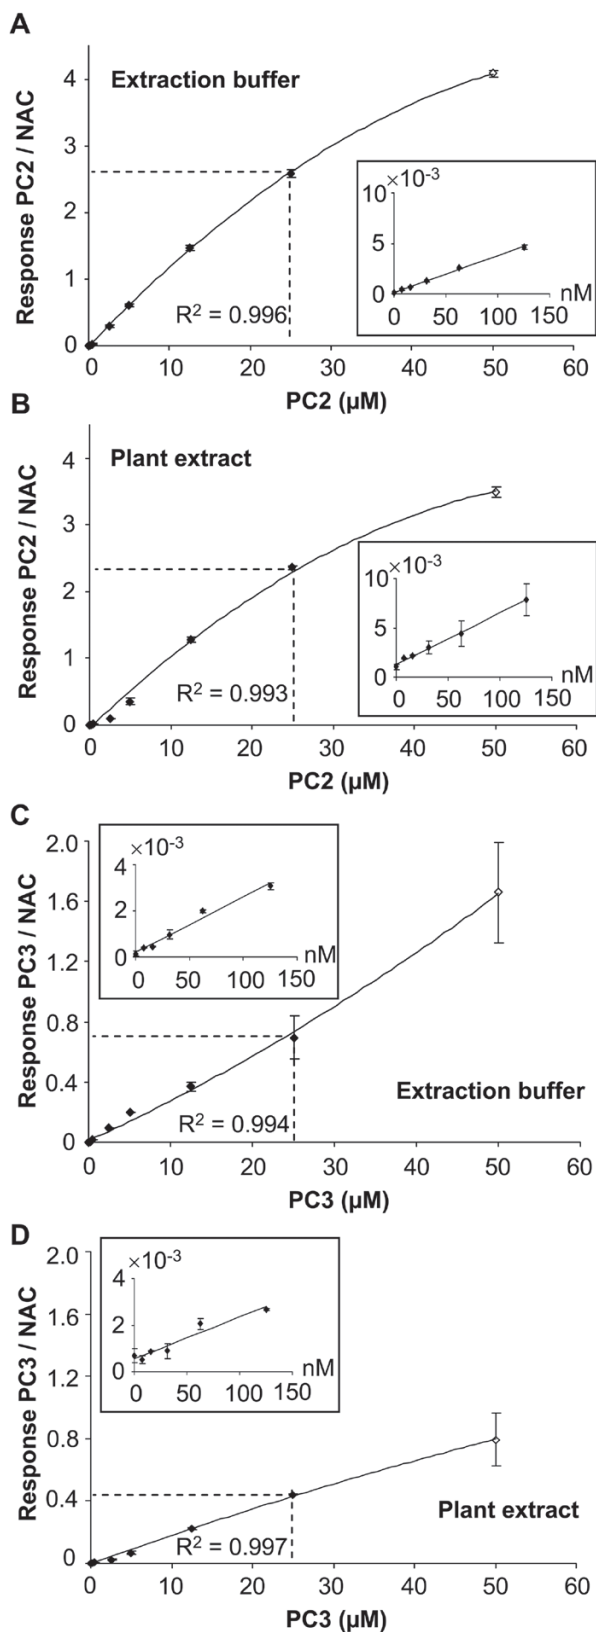 A
Extraction buffer
Response PC2 / NAC
4
3
2
1
0
R² = 0.996
0 10 20 30 40 50 60
PC2 (µM)
10×10-3
5
0
nM
0 50 100 150
B
Plant extract
Response PC2 / NAC
4
3
2
1
0
R² = 0.993
0 10 20 30 40 50 60
PC2 (µM)
10×10-3
5
0
nM
0 50 100 150
C
Response PC3 / NAC
2.0
1.6
1.2
0.8
0.4
0
×10-3
4
2
0
nM
0 50 100 150
Extraction buffer
R² = 0.994
0 10 20 30 40 50 60
PC3 (µM)
D
Response PC3 / NAC
2.0
1.6
1.2
0.8
0.4
0
×10-3
4
2
0
nM
0 50 100 150
Plant extract
R² = 0.997
0 10 20 30 40 50 60
PC3 (µM)